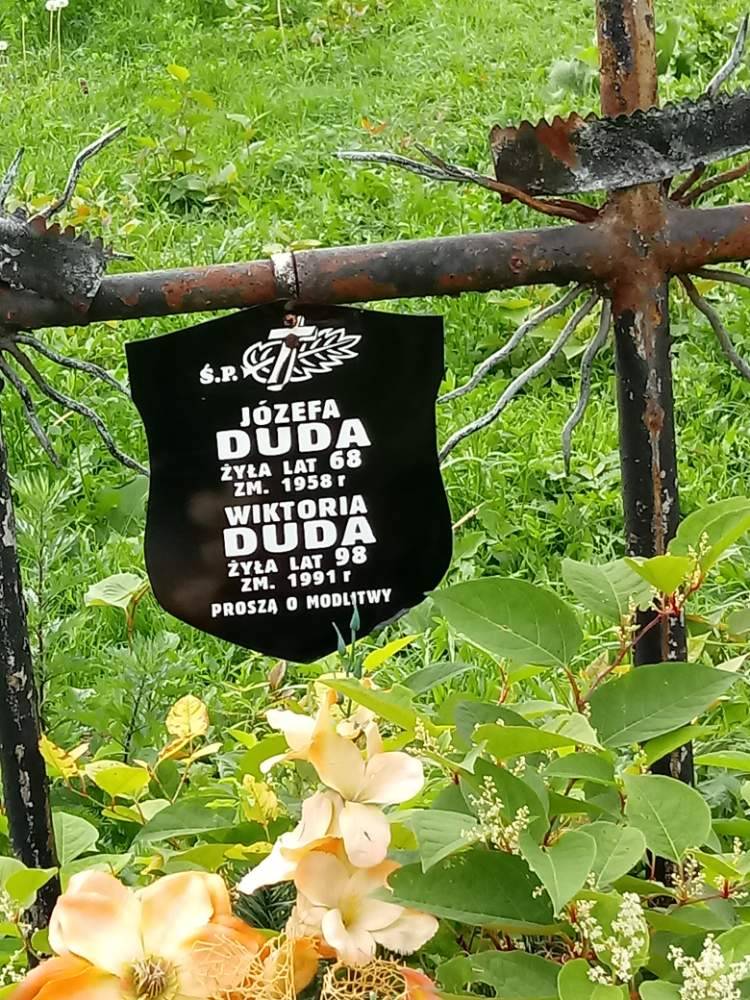 Ś.P.
JÓZEFA
DUDA
ŻYŁA LAT 68
ZM. 1958 r
WIKTORIA
DUDA
ŻYŁA LAT 98
ZM. 1991 r
PROSZĄ O MODLITWY